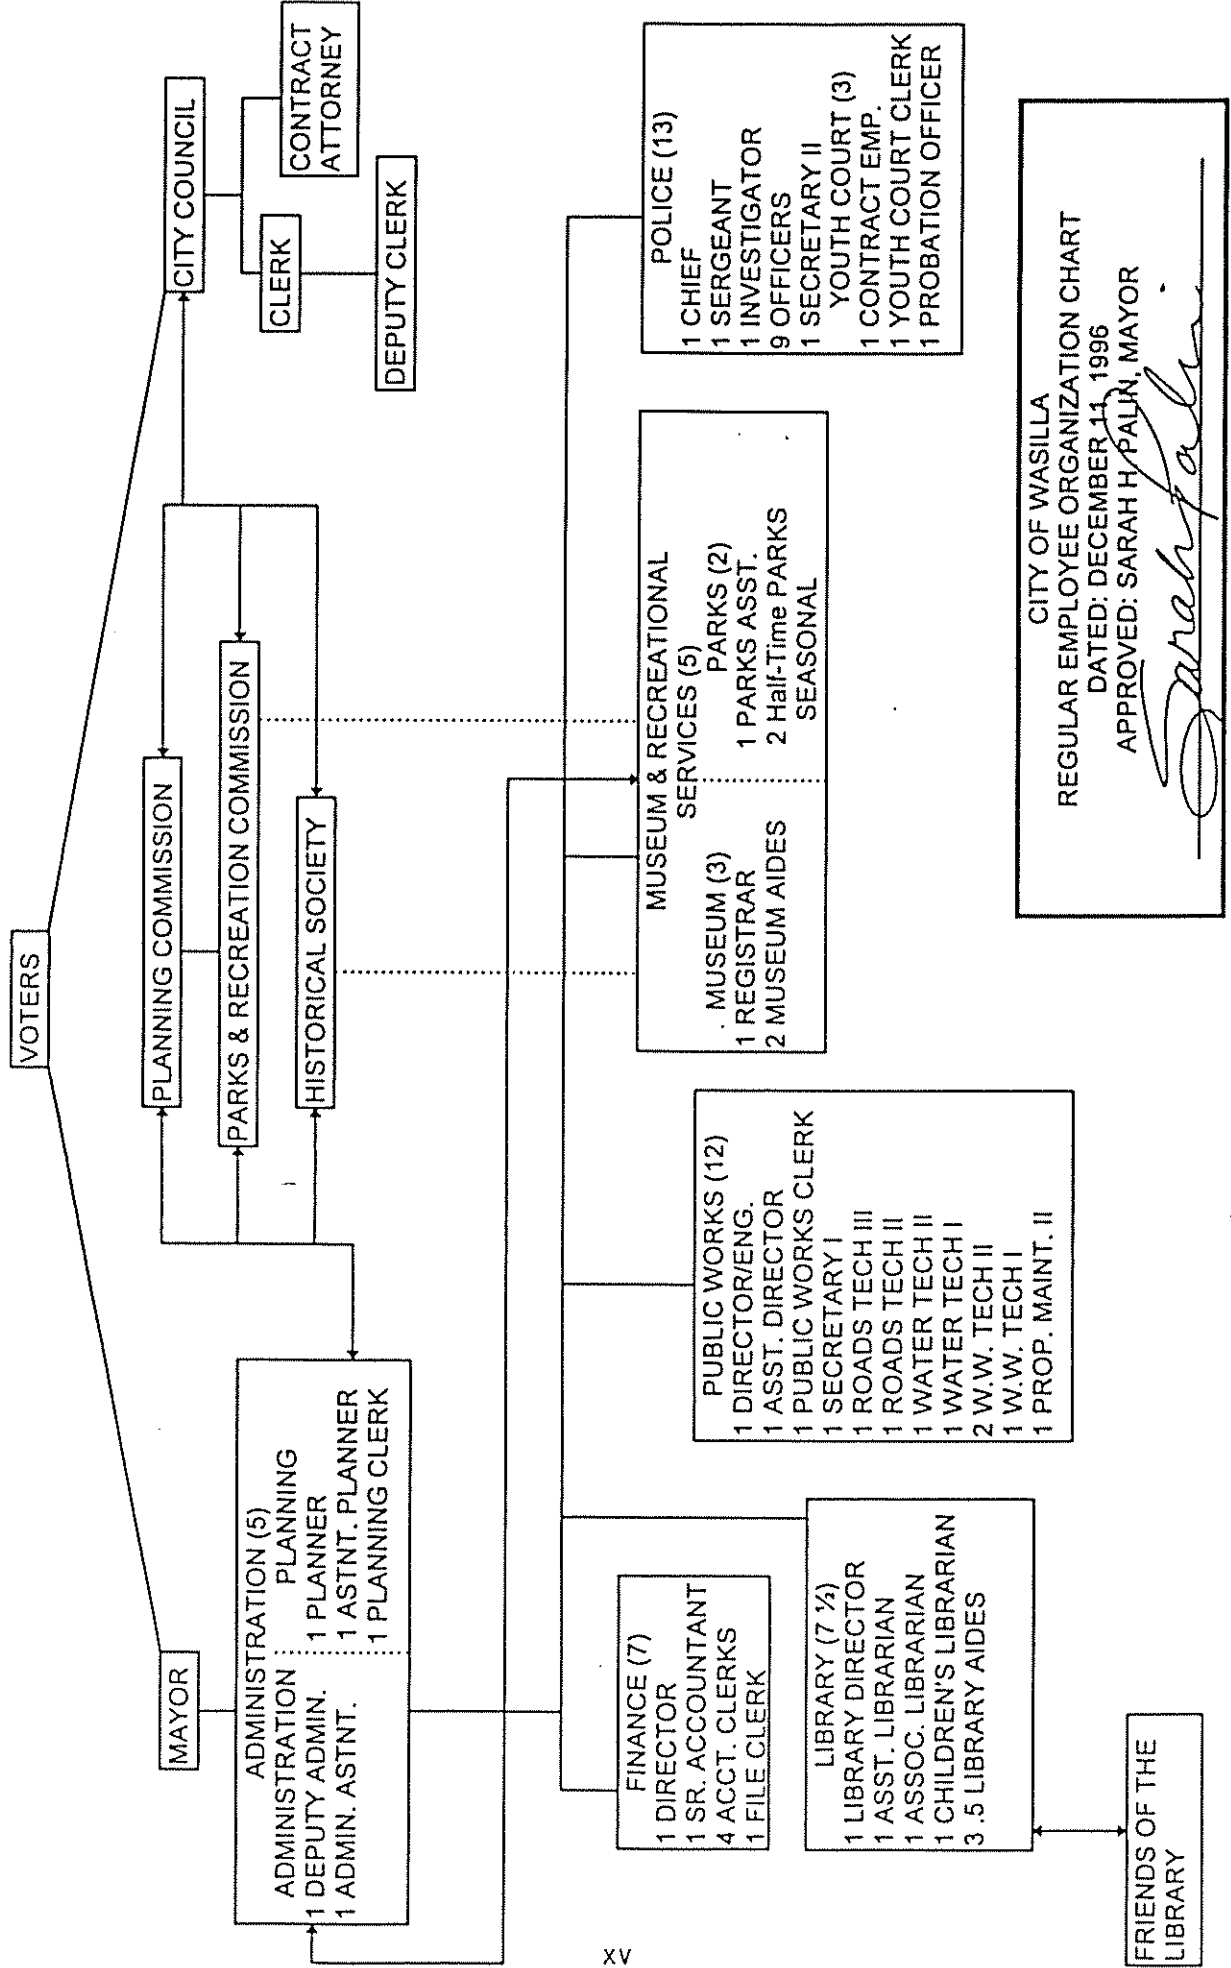 VOTERS
MAYOR
CITY COUNCIL
PLANNING COMMISSION
PARKS & RECREATION COMMISSION
HISTORICAL SOCIETY
CLERK
CONTRACT
ATTORNEY
DEPUTY CLERK
ADMINISTRATION (5)
ADMINISTRATION
1 DEPUTY ADMIN.
1 ADMIN. ASTNT.
PLANNING
1 PLANNER
1 ASTNT. PLANNER
1 PLANNING CLERK
FINANCE (7)
1 DIRECTOR
1 SR. ACCOUNTANT
4 ACCT. CLERKS
1 FILE CLERK
LIBRARY (7 ½)
1 LIBRARY DIRECTOR
1 ASST. LIBRARIAN
1 ASSOC. LIBRARIAN
1 CHILDREN'S LIBRARIAN
3 .5 LIBRARY AIDES
FRIENDS OF THE
LIBRARY
PUBLIC WORKS (12)
1 DIRECTOR/ENG.
1 ASST. DIRECTOR
1 PUBLIC WORKS CLERK
1 SECRETARY I
1 ROADS TECH III
1 ROADS TECH II
1 WATER TECH II
1 WATER TECH I
2 W.W. TECH II
1 W.W. TECH I
1 PROP. MAINT. II
MUSEUM & RECREATIONAL
SERVICES (5)
MUSEUM (3)
1 REGISTRAR
2 MUSEUM AIDES
PARKS (2)
1 PARKS ASST.
2 Half-Time PARKS
SEASONAL
POLICE (13)
1 CHIEF
1 SERGEANT
1 INVESTIGATOR
9 OFFICERS
1 SECRETARY II
YOUTH COURT (3)
1 CONTRACT EMP.
1 YOUTH COURT CLERK
1 PROBATION OFFICER
CITY OF WASILLA
REGULAR EMPLOYEE ORGANIZATION CHART
DATED: DECEMBER 11, 1996
APPROVED: SARAH H. PALIN, MAYOR
Sarah Palin
XV